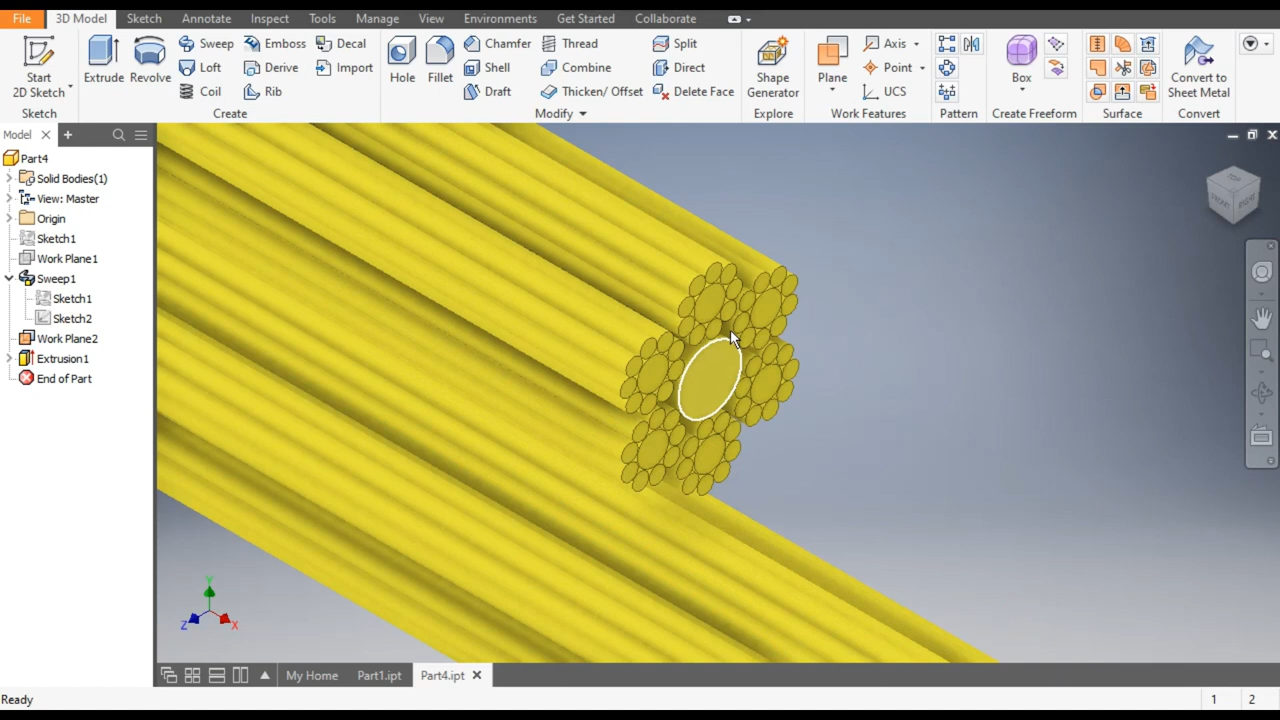 File 3D Model Sketch Annotate Inspect Tools Manage View Environments Get Started Collaborate
Start 2D Sketch
Extrude
Revolve
Sweep
Loft
Coil
Emboss
Derive
Rib
Decal
Import
Hole
Fillet
Chamfer
Shell
Draft
Thread
Combine
Thicken/ Offset
Split
Direct
Delete Face
Shape Generator
Plane
Axis
Point
UCS
Box
Convert to Sheet Metal
Sketch Create Modify Explore Work Features Pattern Create Freeform Surface Convert
Model
Part4
Solid Bodies(1)
View: Master
Origin
Sketch1
Work Plane1
Sweep1
Sketch1
Sketch2
Work Plane2
Extrusion1
End of Part
FRONT RIGHT
Y
Z X
My Home Part1.ipt Part4.ipt
Ready 1 2